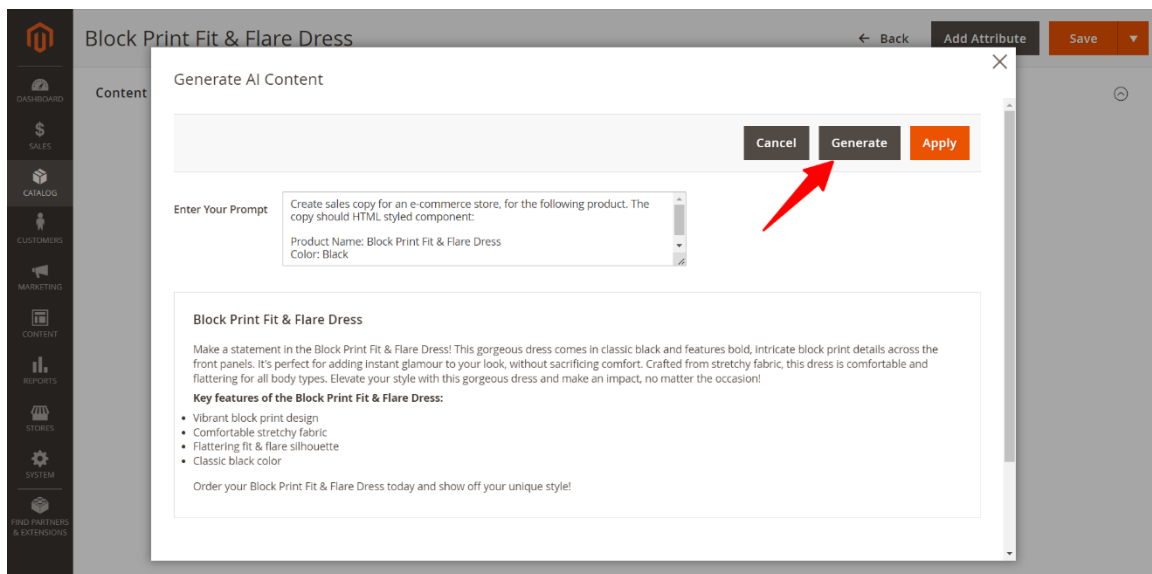 Block Print Fit & Flare Dress
← Back
Add Attribute
Save
DASHBOARD
SALES
CATALOG
CUSTOMERS
MARKETING
CONTENT
REPORTS
STORES
SYSTEM
FIND PARTNERS
& EXTENSIONS
Content
Generate AI Content
Cancel
Generate
Apply
Enter Your Prompt
Create sales copy for an e-commerce store, for the following product. The
copy should HTML styled component:
Product Name: Block Print Fit & Flare Dress
Color: Black
Block Print Fit & Flare Dress
Make a statement in the Block Print Fit & Flare Dress! This gorgeous dress comes in classic black and features bold, intricate block print details across the
front panels. It's perfect for adding instant glamour to your look, without sacrificing comfort. Crafted from stretchy fabric, this dress is comfortable and
flattering for all body types. Elevate your style with this gorgeous dress and make an impact, no matter the occasion!
Key features of the Block Print Fit & Flare Dress:
• Vibrant block print design
• Comfortable stretchy fabric
• Flattering fit & flare silhouette
• Classic black color
Order your Block Print Fit & Flare Dress today and show off your unique style!